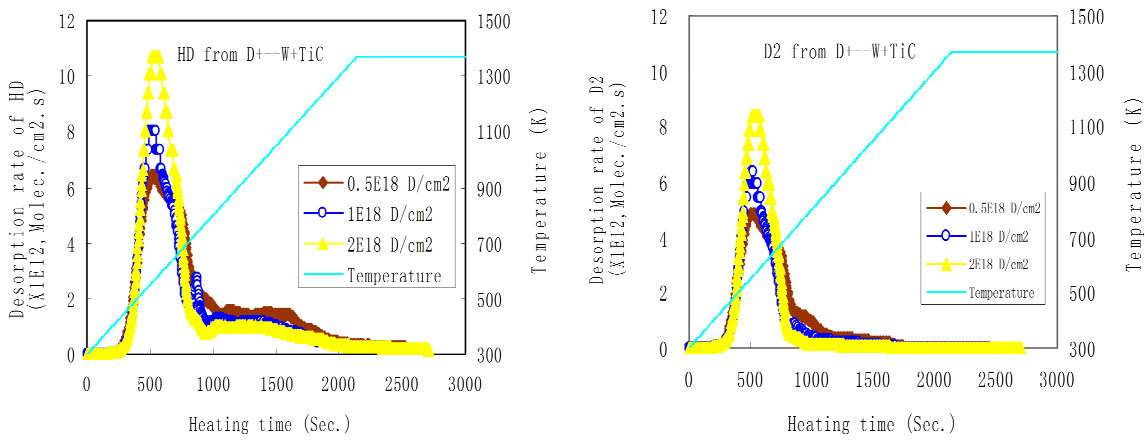 HD from D+--W+TiC
12
10
8
6
4
2
0
1500
1300
1100
900
700
500
300
0
500
1000
1500
2000
2500
3000
Desorption rate of HD
(X1E12,Molec./cm2.s)
Temperature (K)
Heating time (Sec.)
0.5E18 D/cm2
1E18 D/cm2
2E18 D/cm2
Temperature
D2 from D+--W+TiC
12
10
8
6
4
2
0
1500
1300
1100
900
700
500
300
0
500
1000
1500
2000
2500
3000
Desorption rate of D2
(X1E12,Molec./cm2.s)
Temperature (K)
Heating time (Sec.)
0.5E18 D/cm2
1E18 D/cm2
2E18 D/cm2
Temperature